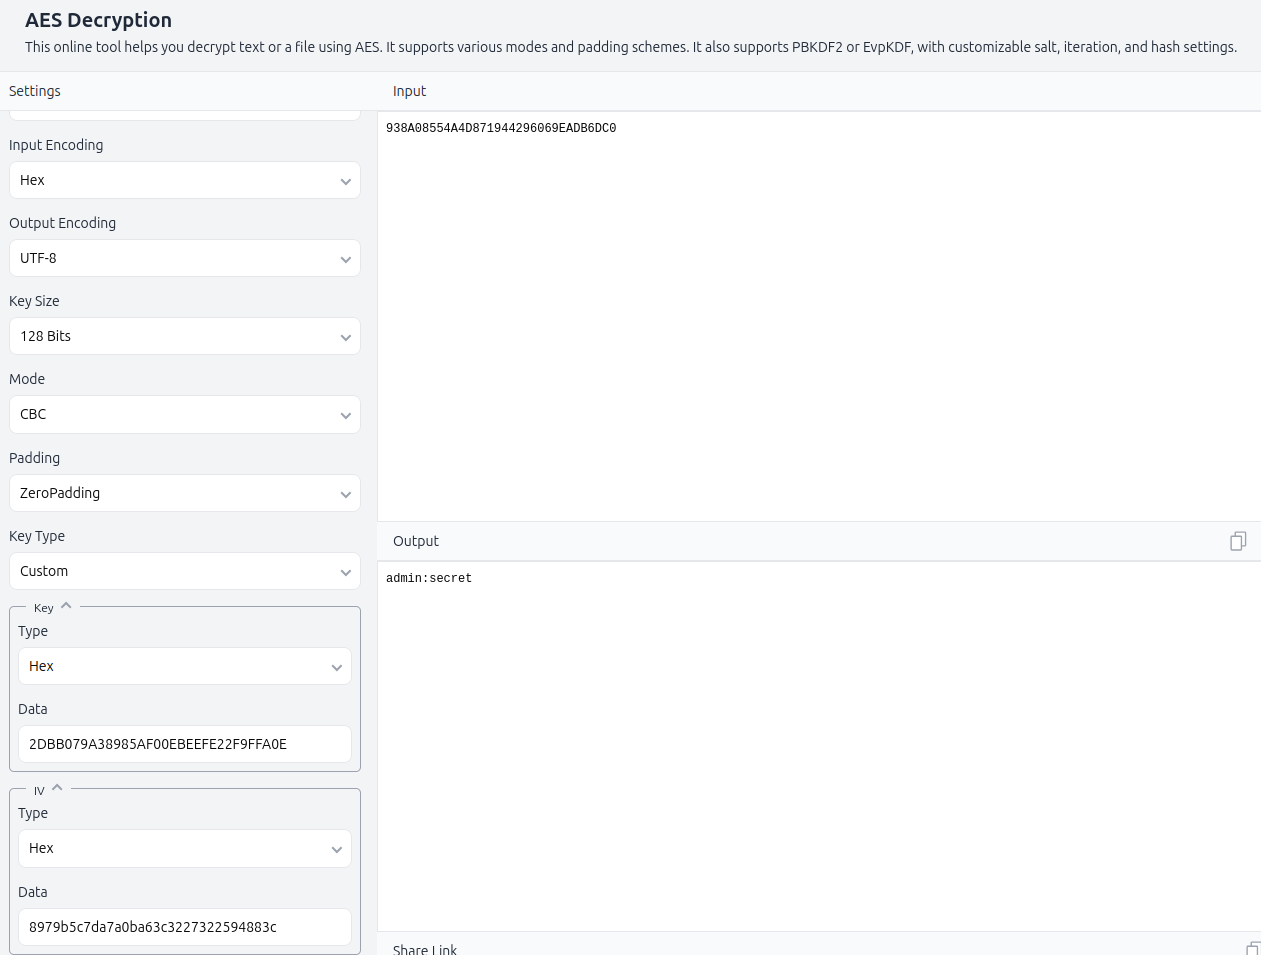 AES Decryption
This online tool helps you decrypt text or a file using AES. It supports various modes and padding schemes. It also supports PBKDF2 or EvpKDF, with customizable salt, iteration, and hash settings.
Settings
Input Encoding
Hex
Output Encoding
UTF-8
Key Size
128 Bits
Mode
CBC
Padding
ZeroPadding
Key Type
Custom
Key
Type
Hex
Data
2DBB079A38985AF00EBEEFE22F9FFA0E
IV
Type
Hex
Data
8979b5c7da7a0ba63c3227322594883c
Input
938A08554A4D871944296069EADB6DC0
Output
admin:secret
Share Link